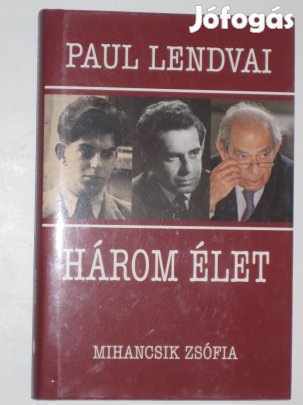 Jófogás
PAUL LENDVAI
HÁROM ÉLET
MIHANCSIK ZSÓFIA